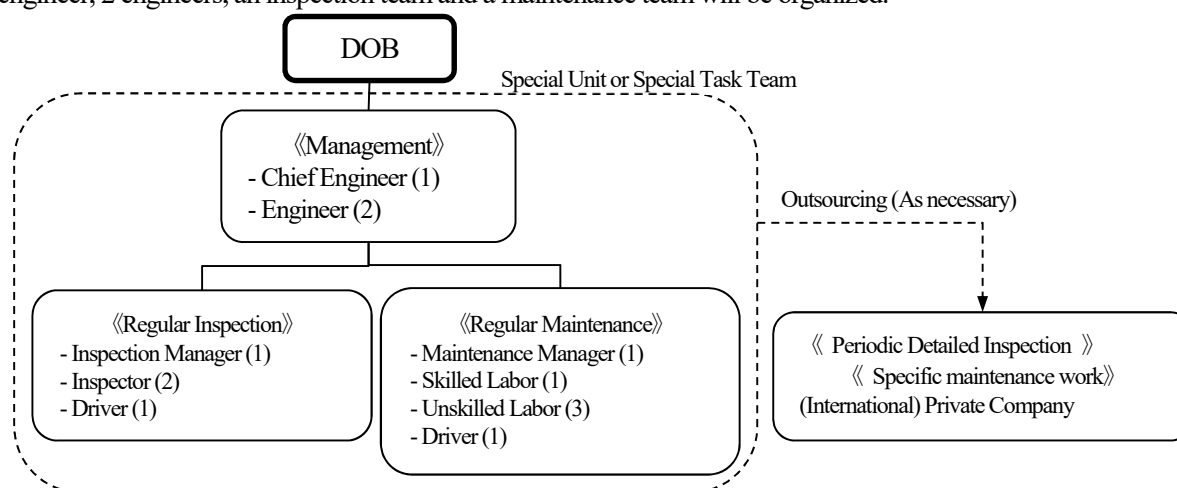 engineer, 2 engineers, an inspection team and a maintenance team will be organized.
DOB
Special Unit or Special Task Team
《Management》
- Chief Engineer (1)
- Engineer (2)
Outsourcing (As necessary)
《Regular Inspection》
- Inspection Manager (1)
- Inspector (2)
- Driver (1)
《Regular Maintenance》
- Maintenance Manager (1)
- Skilled Labor (1)
- Unskilled Labor (3)
- Driver (1)
《 Periodic Detailed Inspection 》
《 Specific maintenance work》
(International) Private Company